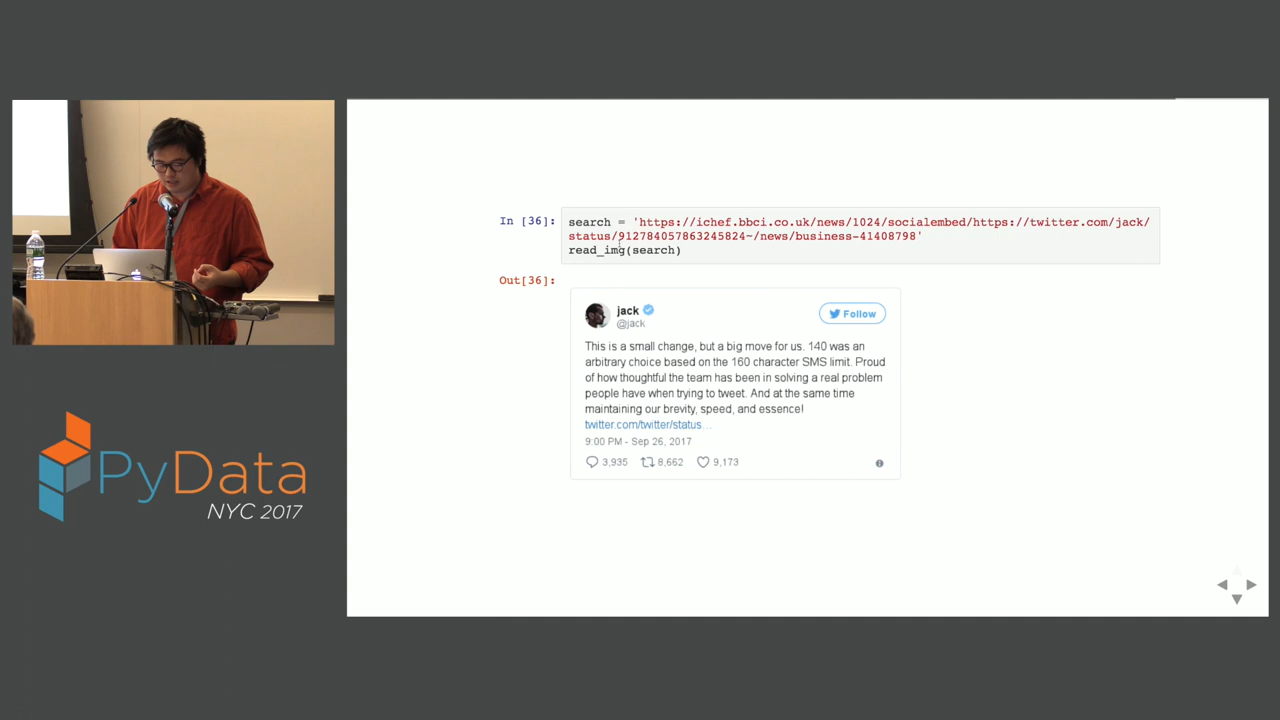 In [36]:
search = 'https://ichef.bbci.co.uk/news/1024/socialembed/https://twitter.com/jack/
status/912784057863245824~/news/business-41408798'
read_img(search)
Out[36]:
jack
@jack
Follow
This is a small change, but a big move for us. 140 was an
arbitrary choice based on the 160 character SMS limit. Proud
of how thoughtful the team has been in solving a real problem
people have when trying to tweet. And at the same time
maintaining our brevity, speed, and essence!
twitter.com/twitter/status…
9:00 PM - Sep 26, 2017
3,935 8,662 9,173
PyData
NYC 2017